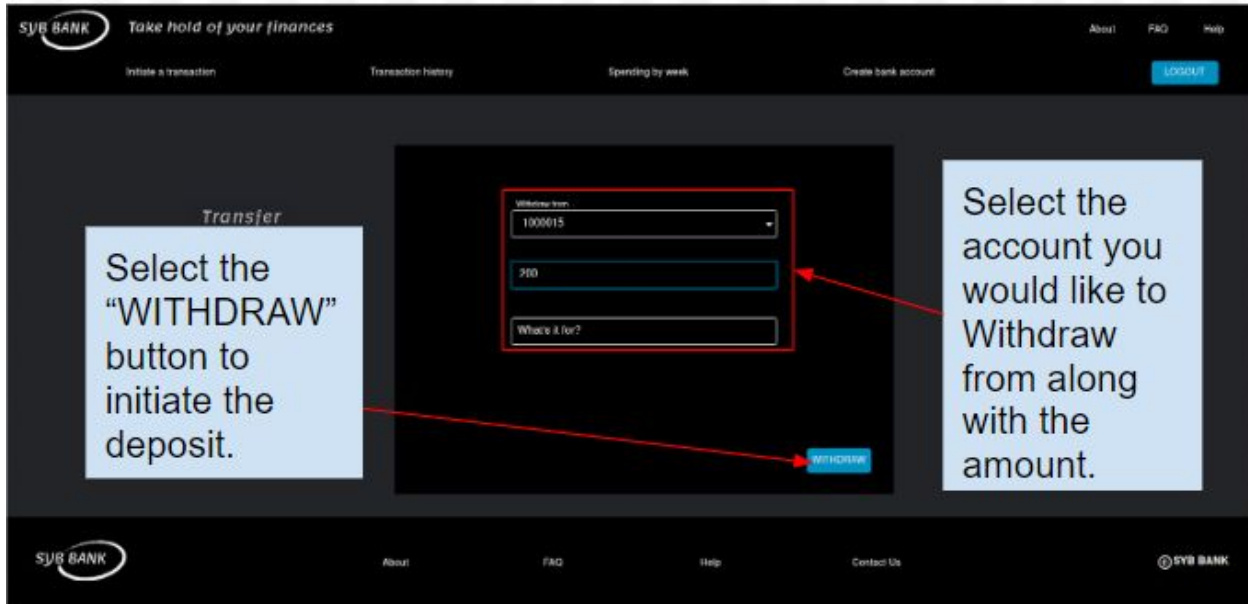 SYB BANK
Take hold of your finances
About FAQ Help
Initiate a transaction Transaction history Spending by week Create bank account LOGOUT
Transfer
Select the
“WITHDRAW”
button to
initiate the
deposit.
Withdraw from
1000015
200
What's it for?
WITHDRAW
Select the
account you
would like to
Withdraw
from along
with the
amount.
SYB BANK
About FAQ Help Contact Us
© SYB BANK